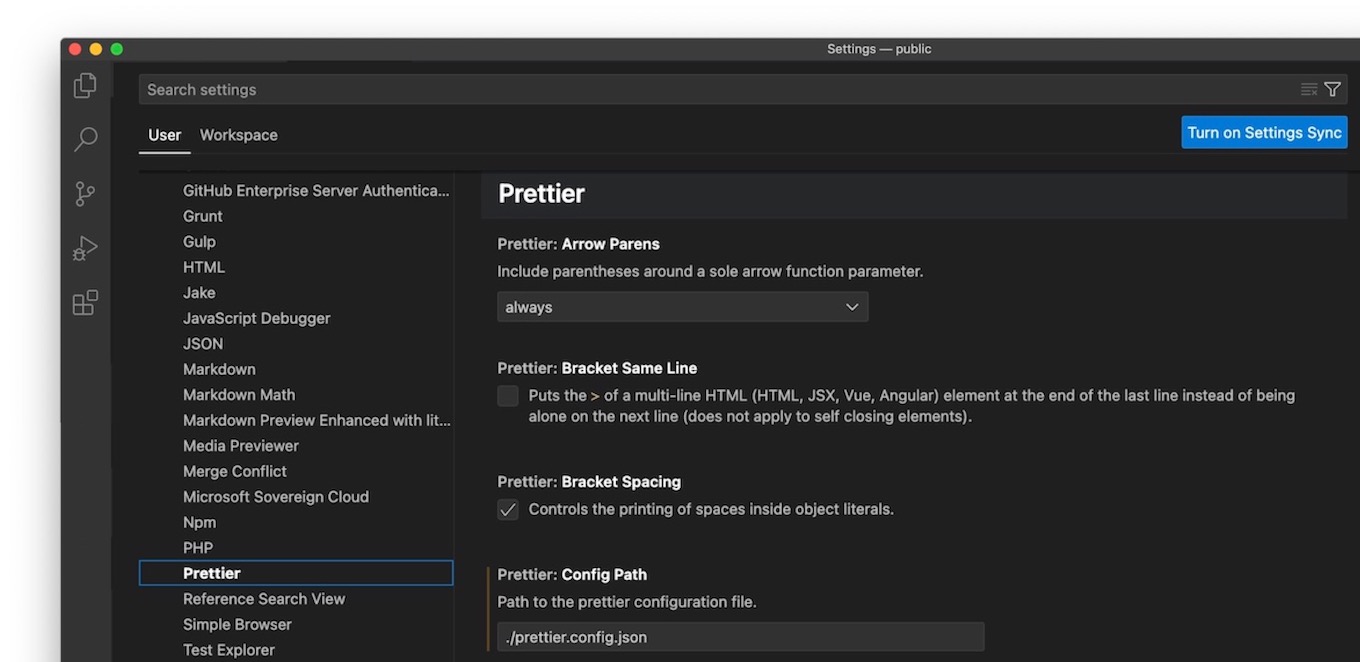 Settings — public
Search settings
User Workspace
Turn on Settings Sync
GitHub Enterprise Server Authentica...
Grunt
Gulp
HTML
Jake
JavaScript Debugger
JSON
Markdown
Markdown Math
Markdown Preview Enhanced with lit...
Media Previewer
Merge Conflict
Microsoft Sovereign Cloud
Npm
PHP
Prettier
Reference Search View
Simple Browser
Test Explorer
Prettier
Prettier: Arrow Parens
Include parentheses around a sole arrow function parameter.
always
Prettier: Bracket Same Line
Puts the > of a multi-line HTML (HTML, JSX, Vue, Angular) element at the end of the last line instead of being
alone on the next line (does not apply to self closing elements).
Prettier: Bracket Spacing
Controls the printing of spaces inside object literals.
Prettier: Config Path
Path to the prettier configuration file.
./prettier.config.json